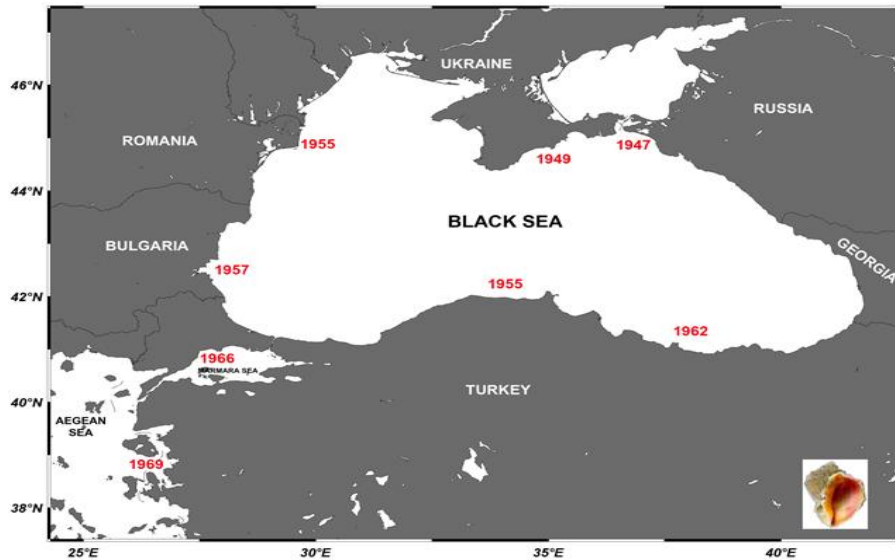 46°N
UKRAINE
RUSSIA
ROMANIA
1955
1949
1947
44°N
BLACK SEA
BULGARIA
GEORGIA
1957
1955
42°N
1962
1966
MARMARA SEA
TURKEY
40°N
AEGEAN
SEA
1969
38°N
25°E
30°E
35°E
40°E